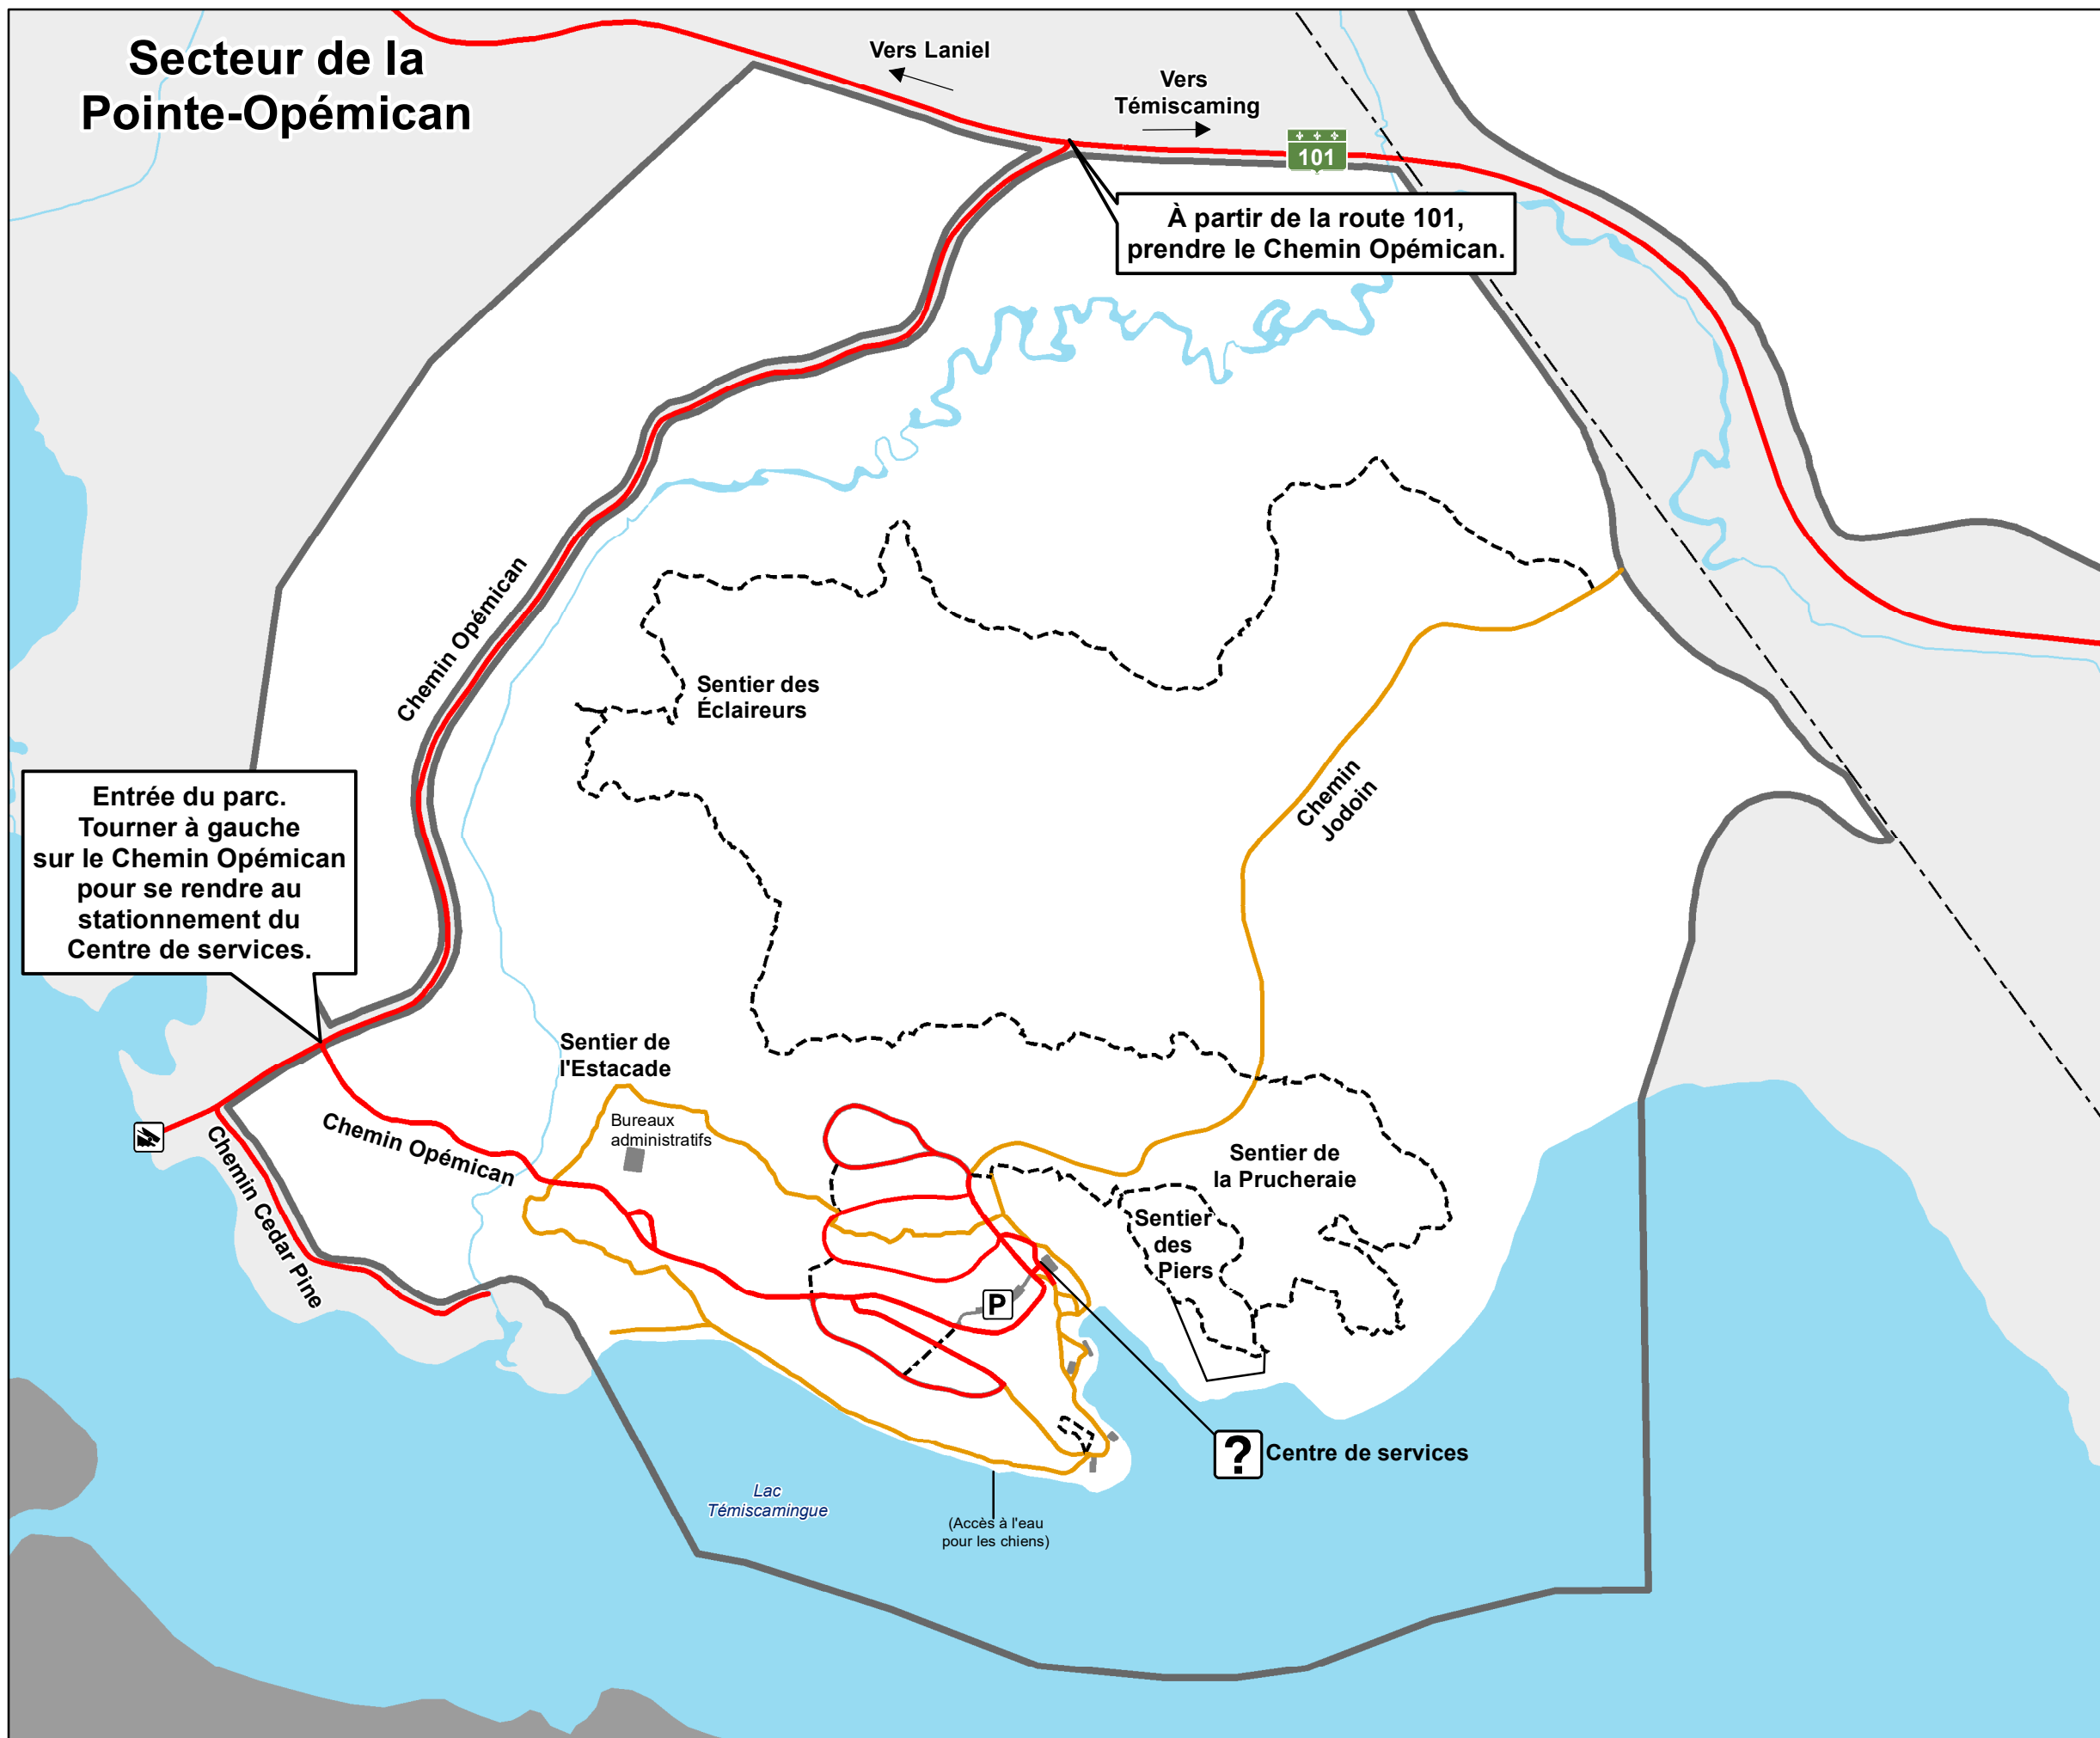 Secteur de la
Pointe-Opémican
Vers Laniel
Vers
Témiscaming
101
À partir de la route 101,
prendre le Chemin Opémican.
Chemin Opémican
Sentier des
Éclaireurs
Chemin
Jodoin
Entrée du parc.
Tourner à gauche
sur le Chemin Opémican
pour se rendre au
stationnement du
Centre de services.
Sentier de
l'Estacade
Bureaux
administratifs
Chemin Opémican
Chemin Cedar Pine
Sentier de
la Prucheraie
Sentier
des
Piers
P
?
Centre de services
Lac
Témiscamingue
(Accès à l'eau
pour les chiens)